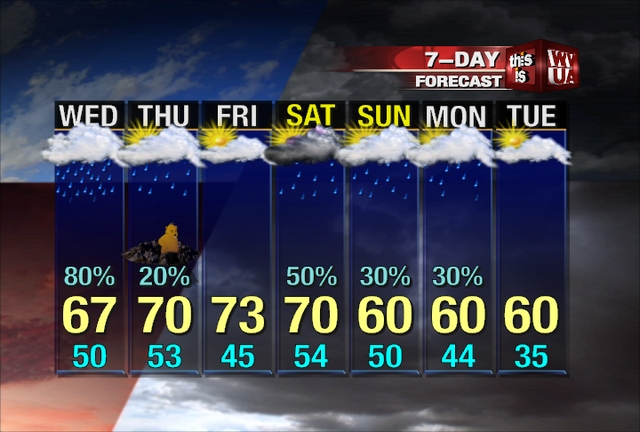 7-DAY
FORECAST
this is
WVUA
WED THU FRI SAT SUN MON TUE
80% 20% 50% 30% 30%
67 70 73 70 60 60 60
50 53 45 54 50 44 35